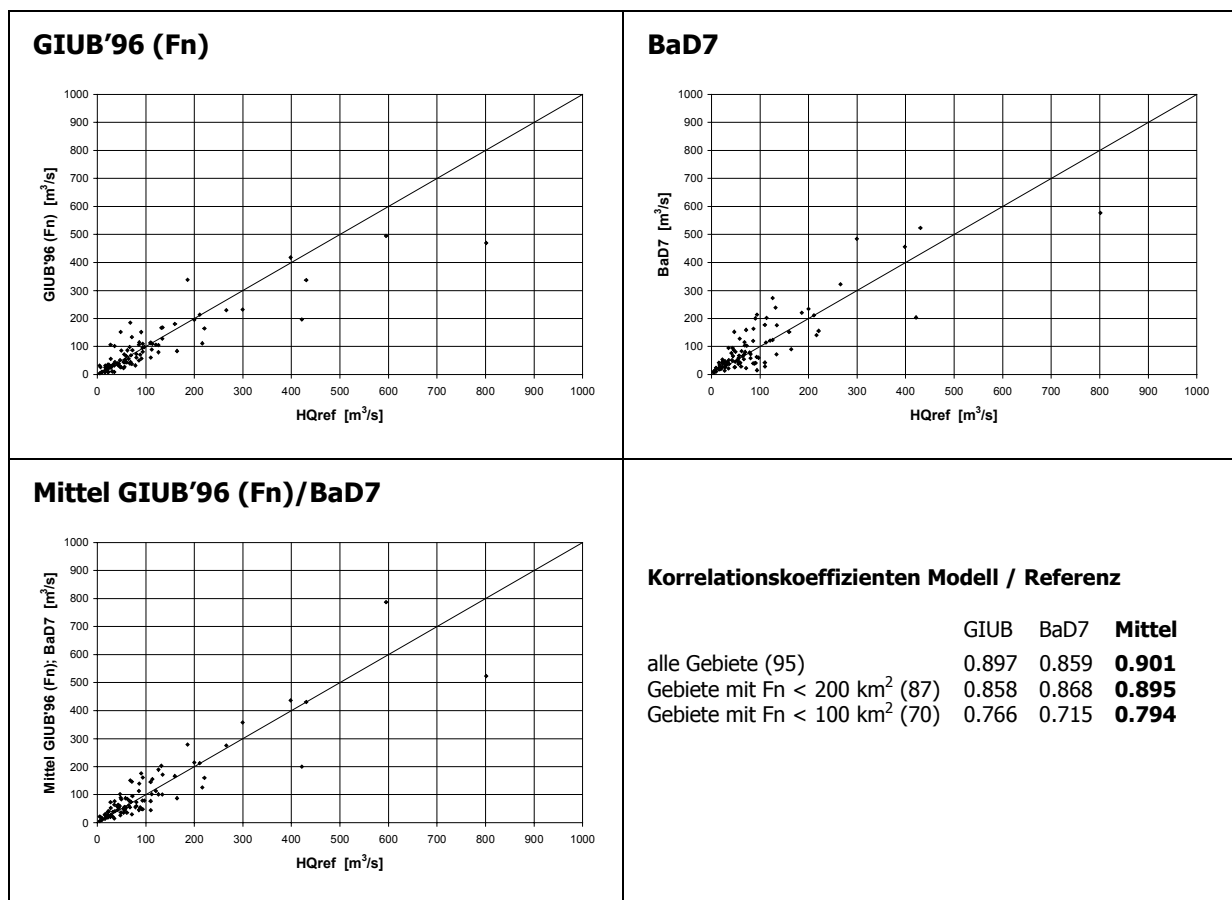 GIUB'96 (Fn)
1000
900
800
700
600
500
400
300
200
100
0
GIUB'96 (Fn) [m³/s]
0 100 200 300 400 500 600 700 800 900 1000
HQref [m³/s]
BaD7
1000
900
800
700
600
500
400
300
200
100
0
BaD7 [m³/s]
0 100 200 300 400 500 600 700 800 900 1000
HQref [m³/s]
Mittel GIUB'96 (Fn)/BaD7
1000
900
800
700
600
500
400
300
200
100
0
Mittel GIUB'96 (Fn); BaD7 [m³/s]
0 100 200 300 400 500 600 700 800 900 1000
HQref [m³/s]
Korrelationskoeffizienten Modell / Referenz
GIUB BaD7 Mittel
alle Gebiete (95) 0.897 0.859 0.901
Gebiete mit Fn < 200 km² (87) 0.858 0.868 0.895
Gebiete mit Fn < 100 km² (70) 0.766 0.715 0.794